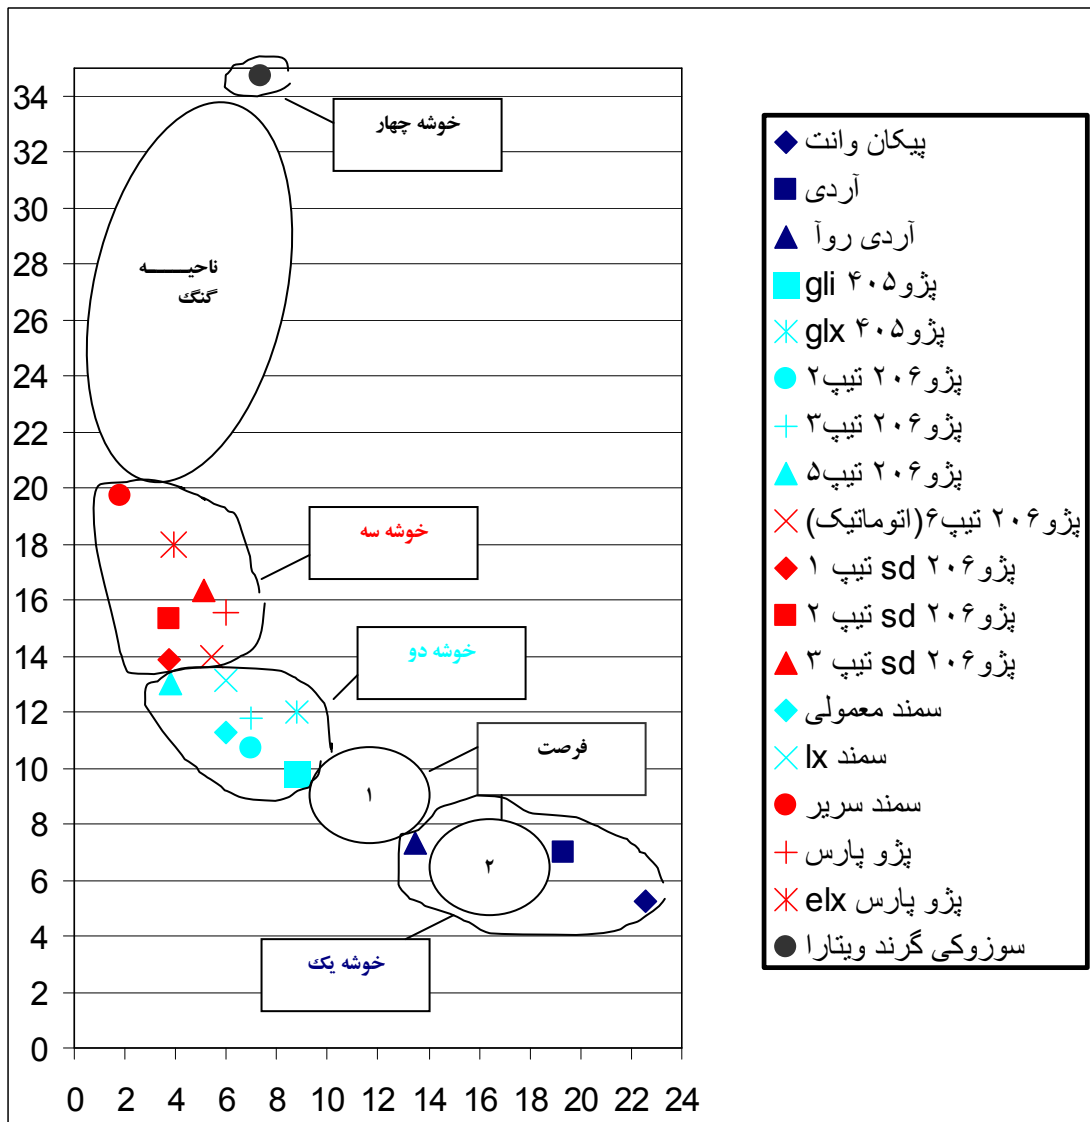 34
32
30
28
26
24
22
20
18
16
14
12
10
8
6
4
2
0
0 2 4 6 8 10 12 14 16 18 20 22 24
خوشه چهار
ناحیـــــه
گنگ
خوشه سه
خوشه دو
فرصت
۱
۲
خوشه یک
پیکان وانت
آردی
آردی روآ
پژو۴۰۵ gli
پژو۴۰۵ glx
پژو۲۰۶ تیپ۲
پژو۲۰۶ تیپ۳
پژو۲۰۶ تیپ۵
پژو۲۰۶ تیپ۶(اتوماتیک)
پژو۲۰۶ sd تیپ ۱
پژو۲۰۶ sd تیپ ۲
پژو۲۰۶ sd تیپ ۳
سمند معمولی
سمند lx
سمند سریر
پژو پارس
پژو پارس elx
سوزوکی گرند ویتارا